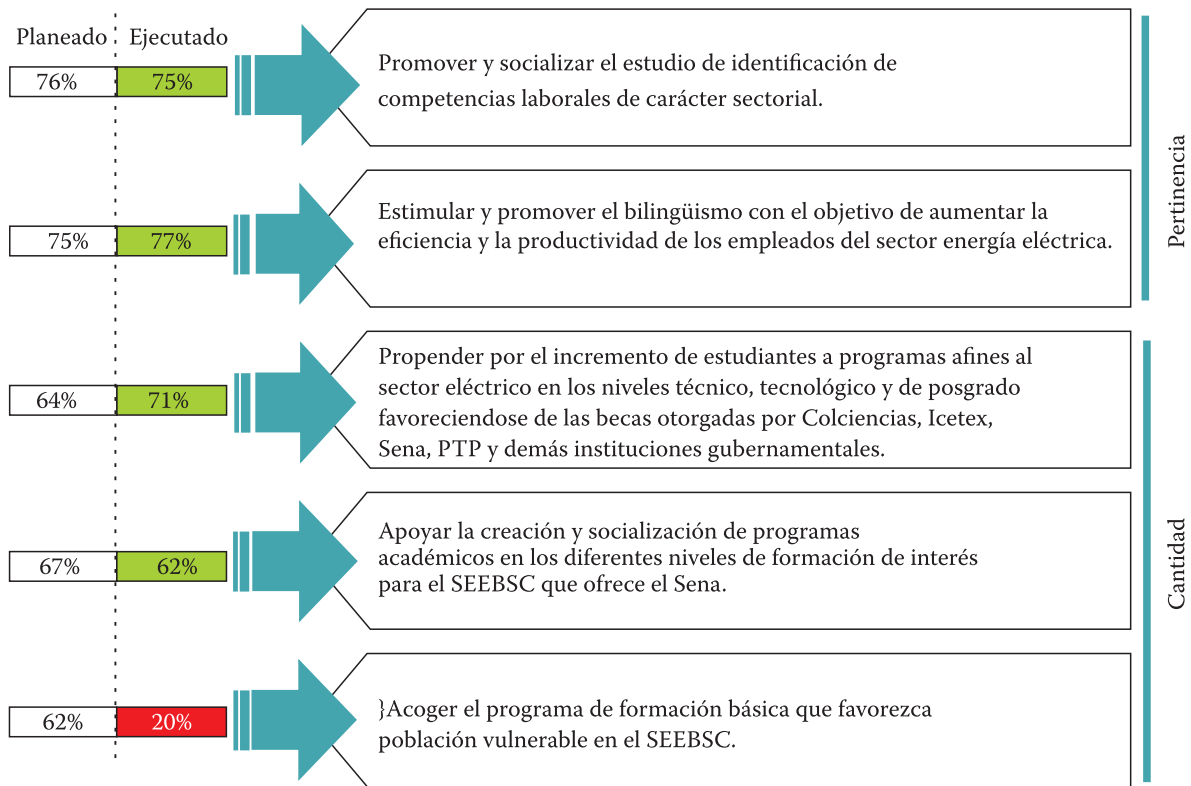 Planeado Ejecutado
76% 75%
Promover y socializar el estudio de identificación de
competencias laborales de carácter sectorial.
75% 77%
Estimular y promover el bilingüismo con el objetivo de aumentar la
eficiencia y la productividad de los empleados del sector energía eléctrica.
Pertinencia
64% 71%
Propender por el incremento de estudiantes a programas afines al
sector eléctrico en los niveles técnico, tecnológico y de posgrado
favoreciendose de las becas otorgadas por Colciencias, Icetex,
Sena, PTP y demás instituciones gubernamentales.
67% 62%
Apoyar la creación y socialización de programas
académicos en los diferentes niveles de formación de interés
para el SEEBSC que ofrece el Sena.
62% 20%
}Acoger el programa de formación básica que favorezca
población vulnerable en el SEEBSC.
Cantidad